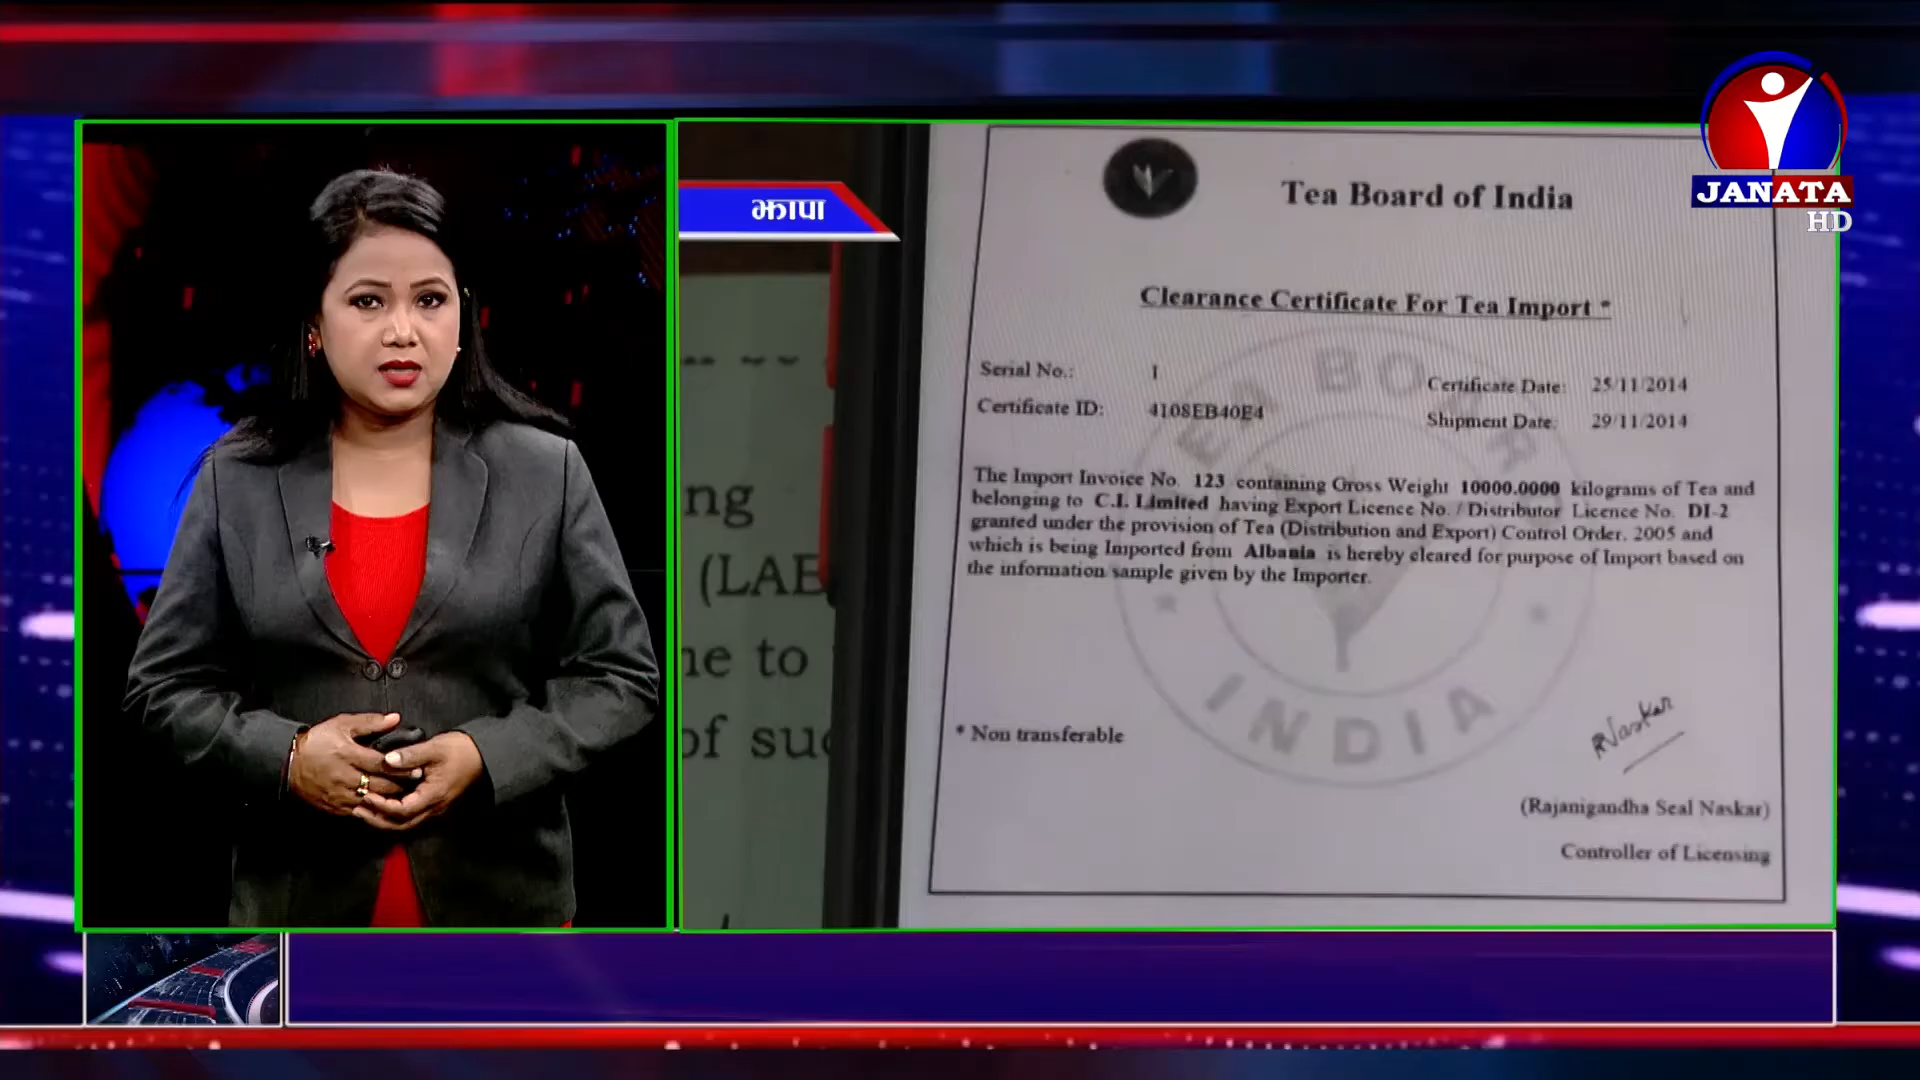 JANATA
HD
झापा
ng
(LAB
ne to
of suc
Tea Board of India
Clearance Certificate For Tea Import *
Serial No.: 1
Certificate ID: 4108EB40E4
Certificate Date: 25/11/2014
Shipment Date: 29/11/2014
The Import Invoice No. 123 containing Gross Weight 10000.0000 kilograms of Tea and
belonging to C.I. Limited having Export Licence No. / Distributor Licence No. DI-2
granted under the provision of Tea (Distribution and Export) Control Order, 2005 and
which is being Imported from Albania is hereby cleared for purpose of Import based on
the information sample given by the Importer.
INDIA
* Non transferable
RNaskar
(Rajanigandha Seal Naskar)
Controller of Licensing